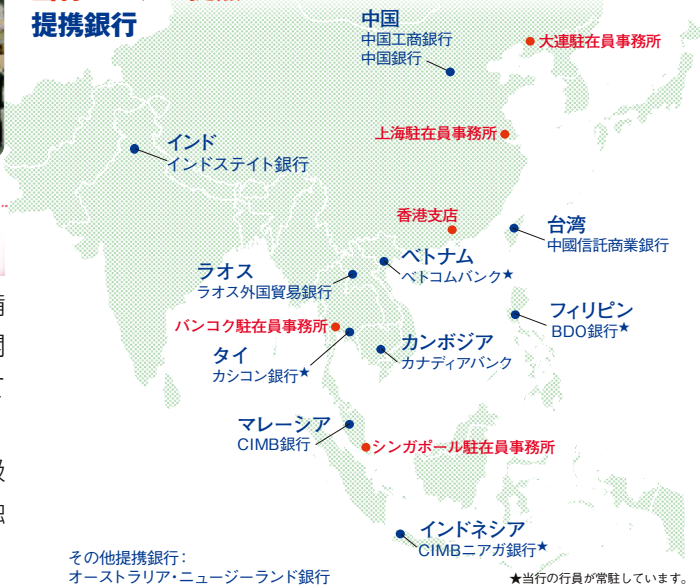 提携銀行
中国
中国工商銀行
中国銀行
大連駐在員事務所
上海駐在員事務所
インド
インドステイト銀行
香港支店
台湾
中國信託商業銀行
ベトナム
ベトコムバンク★
ラオス
ラオス外国貿易銀行
フィリピン
BDO銀行★
バンコク駐在員事務所
タイ
カシコン銀行★
カンボジア
カナディアバンク
マレーシア
CIMB銀行
シンガポール駐在員事務所
インドネシア
CIMBニアガ銀行★
その他提携銀行：
オーストラリア・ニュージーランド銀行
★当行の行員が常駐しています。